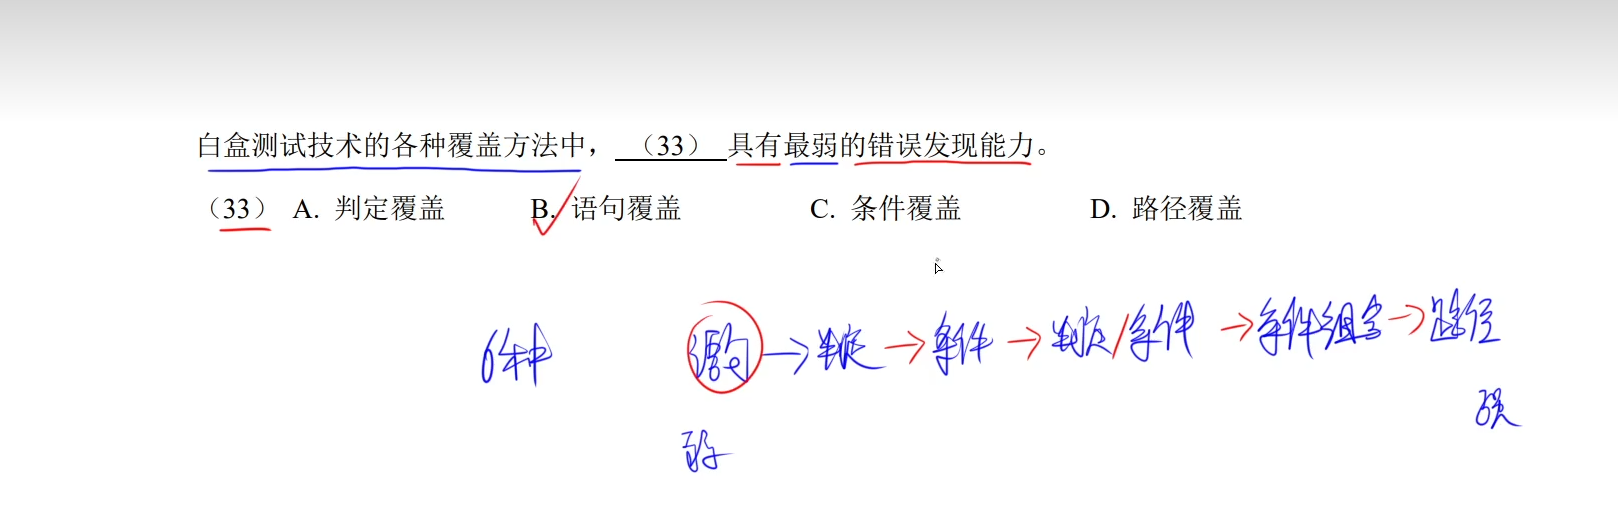 白盒测试技术的各种覆盖方法中，（33）具有最弱的错误发现能力。
（33） A. 判定覆盖 B. 语句覆盖 C. 条件覆盖 D. 路径覆盖
6种 语句→判定→条件→判定/条件→条件组合→路径
强